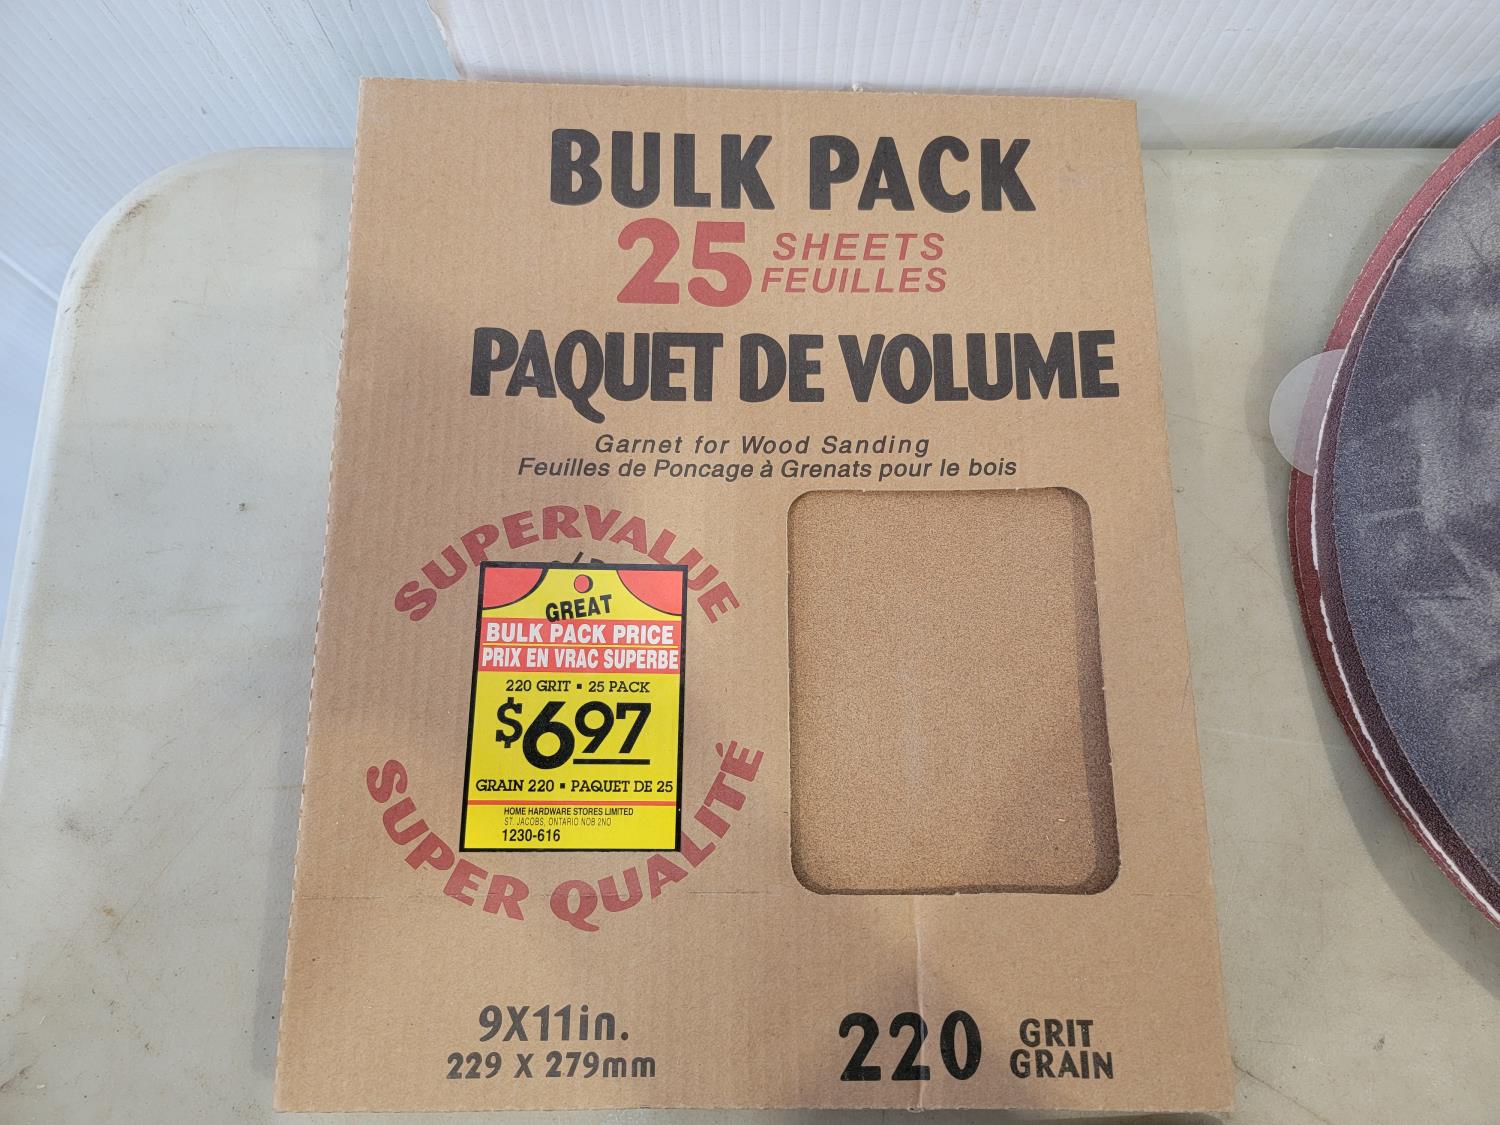 BULK PACK
25 SHEETS
FEUILLES
PAQUET DE VOLUME
Garnet for Wood Sanding
Feuilles de Poncage à Grenats pour le bois
SUPERVALUE
GREAT
BULK PACK PRICE
PRIX EN VRAC SUPERBE
220 GRIT ▪ 25 PACK
$697
GRAIN 220 ▪ PAQUET DE 25
HOME HARDWARE STORES LIMITED
ST. JACOBS, ONTARIO N0B 2N0
1230-616
SUPER QUALITÉ
9X11in.
229 X 279mm
220 GRIT
GRAIN